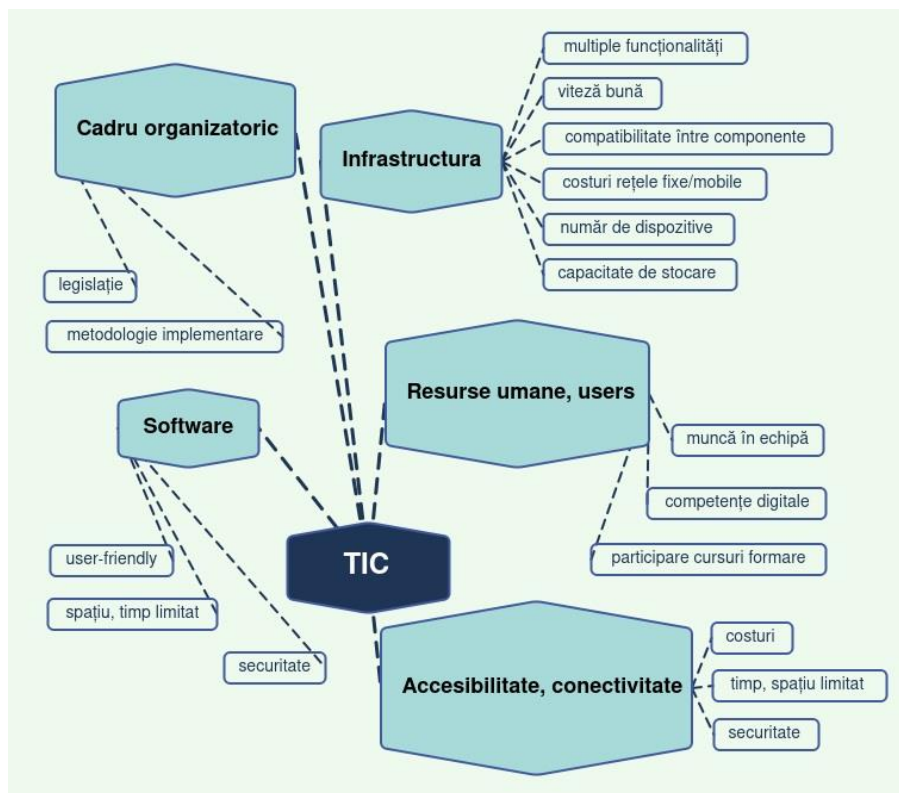 Cadru organizatoric
legislație
metodologie implementare
Infrastructura
multiple funcționalități
viteză bună
compatibilitate între componente
costuri rețele fixe/mobile
număr de dispozitive
capacitate de stocare
Resurse umane, users
muncă în echipă
competențe digitale
participare cursuri formare
Software
user-friendly
spațiu, timp limitat
securitate
TIC
Accesibilitate, conectivitate
costuri
timp, spațiu limitat
securitate